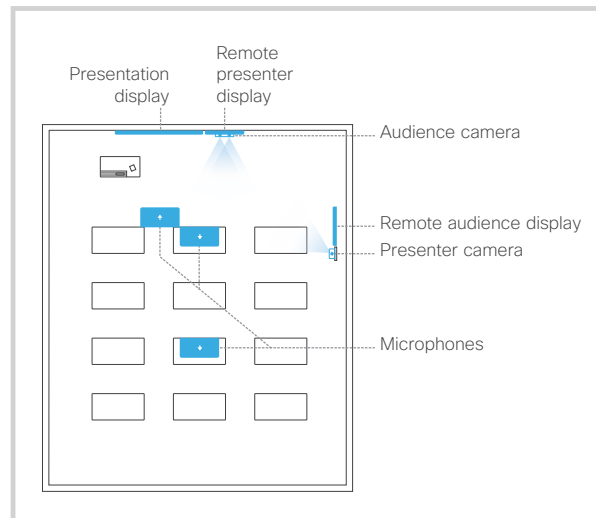 Remote
Presentation presenter
display display
Audience camera
Remote audience display
Presenter camera
Microphones